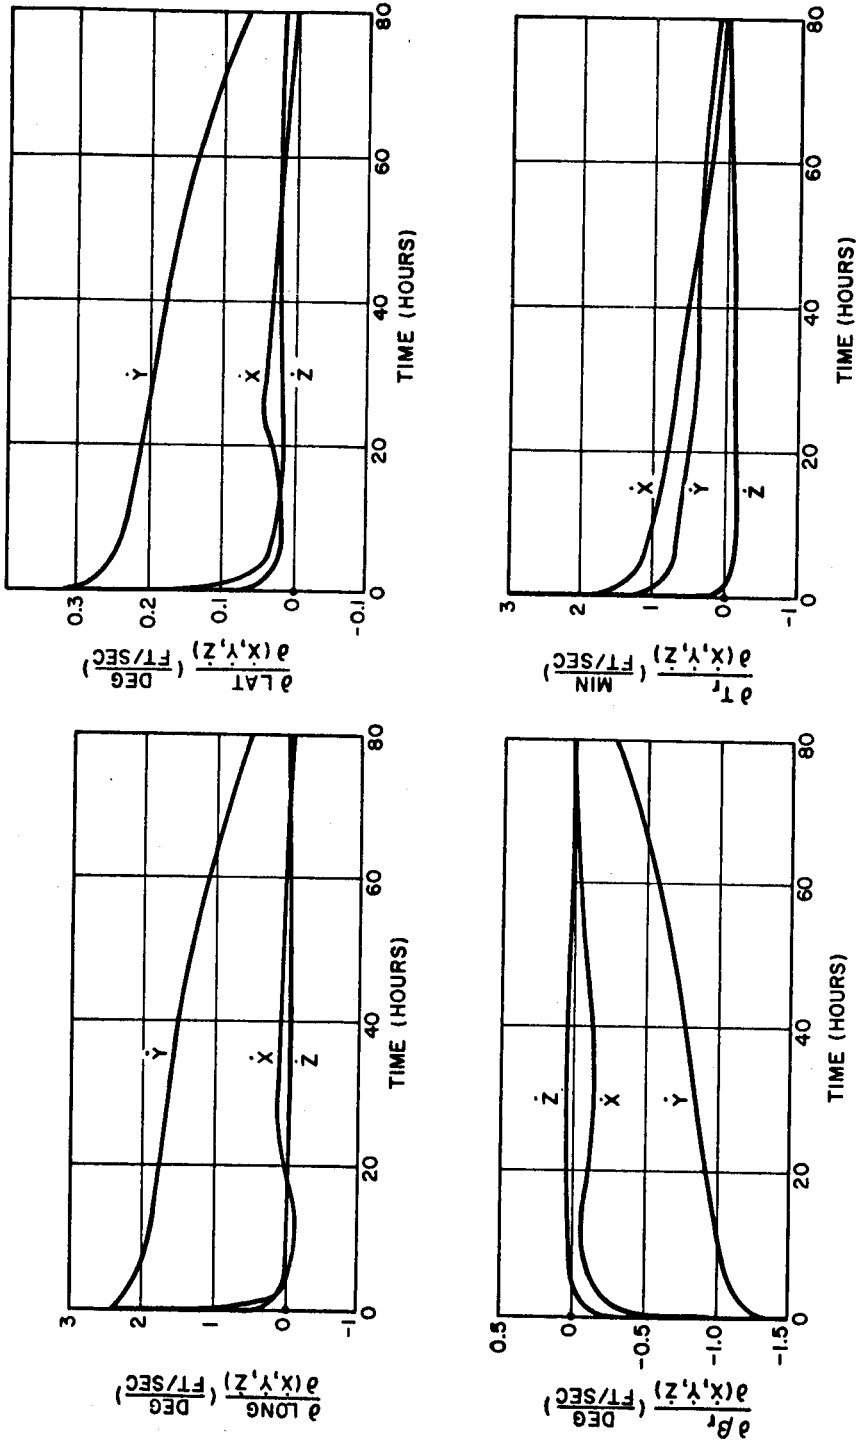 ∂ LONG / ∂(Ẋ,Ẏ,Ż) (DEG / FT/SEC)
3
2
1
0
-1
Ẏ
Ẋ
Ż
0
20
40
60
80
TIME (HOURS)
∂ LAT / ∂(Ẋ,Ẏ,Ż) (DEG / FT/SEC)
0.3
0.2
0.1
0
-0.1
Ẏ
Ẋ
Ż
0
20
40
60
80
TIME (HOURS)
∂ βr / ∂(Ẋ,Ẏ,Ż) (DEG / FT/SEC)
0.5
0
-0.5
-1.0
-1.5
Ż
Ẋ
Ẏ
0
20
40
60
80
TIME (HOURS)
∂ Tr / ∂(Ẋ,Ẏ,Ż) (MIN / FT/SEC)
3
2
1
0
-1
Ẋ
Ẏ
Ż
0
20
40
60
80
TIME (HOURS)